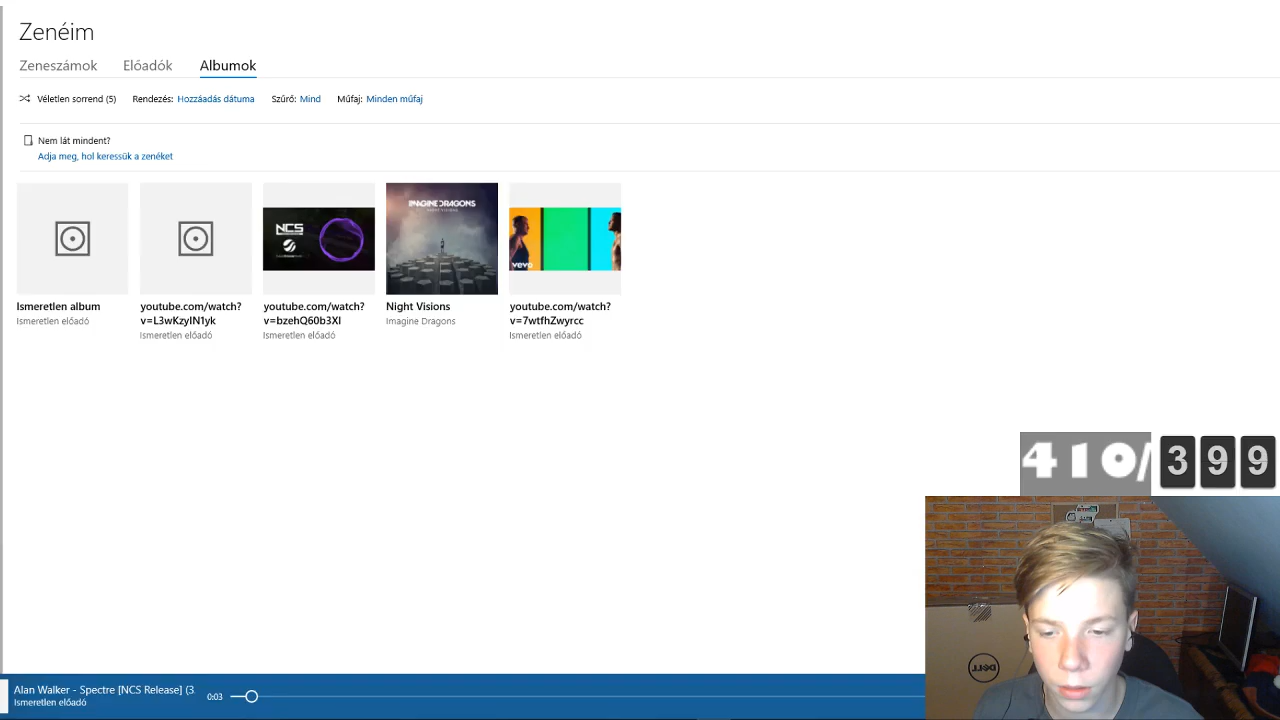 Zenéim
Zeneszámok Előadók Albumok
Véletlen sorrend (5) Rendezés: Hozzáadás dátuma Szűrő: Mind Műfaj: Minden műfaj
Nem lát mindent?
Adja meg, hol keressük a zenéket
NCS
IMAGINE DRAGONS
NIGHT VISIONS
vevo
Ismeretlen album
Ismeretlen előadó
youtube.com/watch?
v=L3wKzyIN1yk
Ismeretlen előadó
youtube.com/watch?
v=bzehQ60b3XI
Ismeretlen előadó
Night Visions
Imagine Dragons
youtube.com/watch?
v=7wtfhZwyrcc
Ismeretlen előadó
410/399
DELL
Alan Walker - Spectre [NCS Release] (3
Ismeretlen előadó
0:03